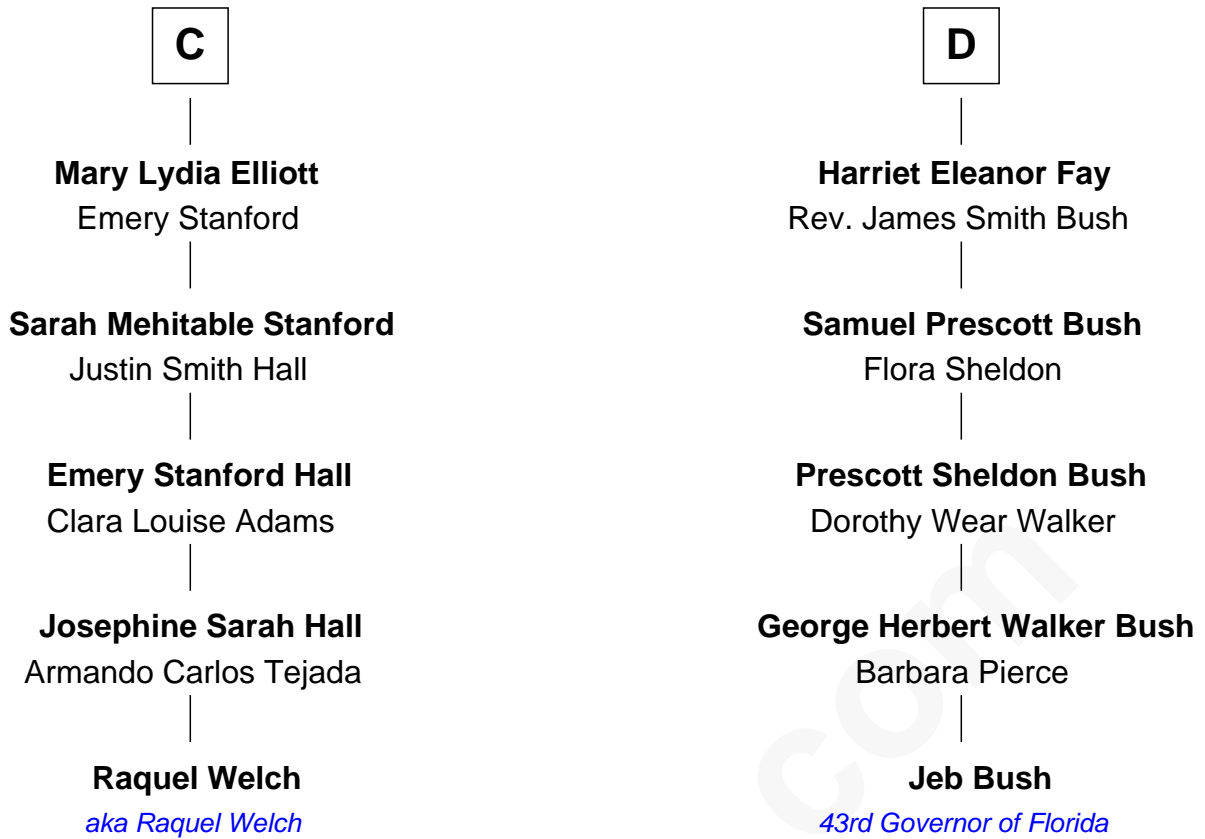 C
Mary Lydia Elliott
Emery Stanford
Sarah Mehitable Stanford
Justin Smith Hall
Emery Stanford Hall
Clara Louise Adams
Josephine Sarah Hall
Armando Carlos Tejada
Raquel Welch
aka Raquel Welch
D
Harriet Eleanor Fay
Rev. James Smith Bush
Samuel Prescott Bush
Flora Sheldon
Prescott Sheldon Bush
Dorothy Wear Walker
George Herbert Walker Bush
Barbara Pierce
Jeb Bush
43rd Governor of Florida
com